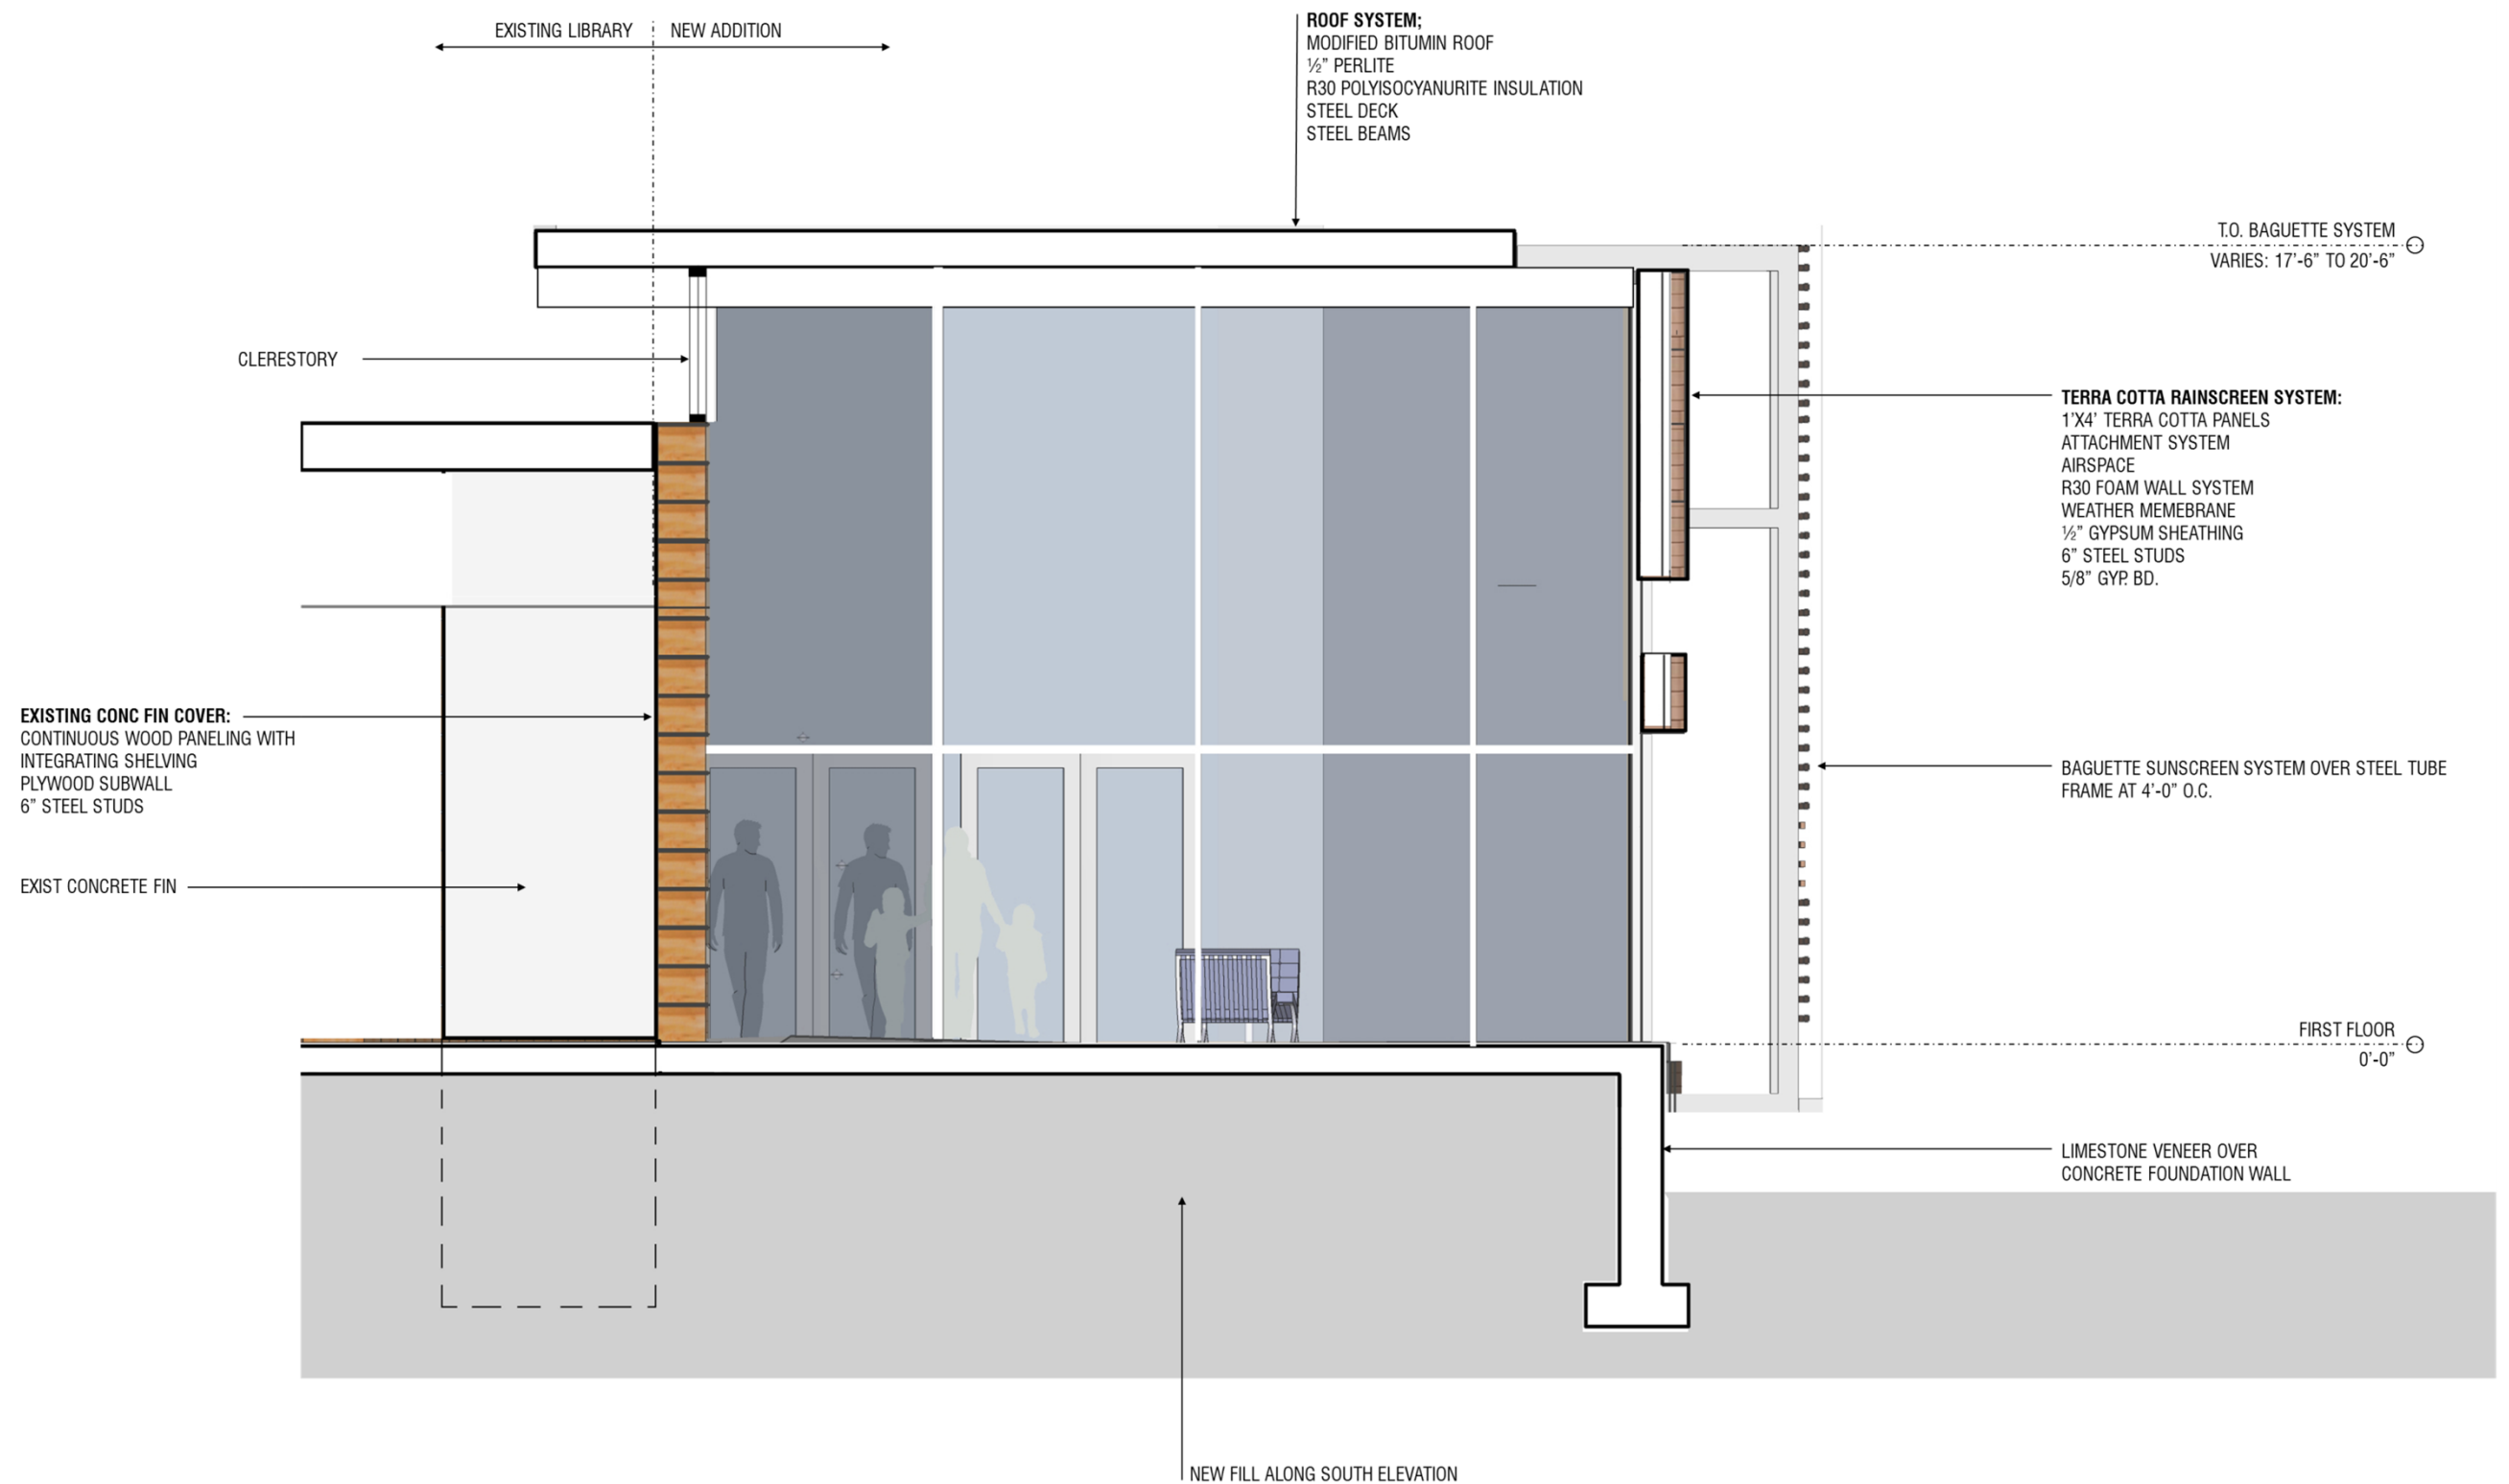 EXISTING LIBRARY
NEW ADDITION
ROOF SYSTEM;
MODIFIED BITUMIN ROOF
½" PERLITE
R30 POLYISOCYANURITE INSULATION
STEEL DECK
STEEL BEAMS
T.O. BAGUETTE SYSTEM
VARIES: 17'-6" TO 20'-6"
CLERESTORY
TERRA COTTA RAINSCREEN SYSTEM:
1'X4' TERRA COTTA PANELS
ATTACHMENT SYSTEM
AIRSPACE
R30 FOAM WALL SYSTEM
WEATHER MEMEBRANE
½" GYPSUM SHEATHING
6" STEEL STUDS
5/8" GYP. BD.
EXISTING CONC FIN COVER:
CONTINUOUS WOOD PANELING WITH
INTEGRATING SHELVING
PLYWOOD SUBWALL
6" STEEL STUDS
BAGUETTE SUNSCREEN SYSTEM OVER STEEL TUBE
FRAME AT 4'-0" O.C.
EXIST CONCRETE FIN
FIRST FLOOR
0'-0"
LIMESTONE VENEER OVER
CONCRETE FOUNDATION WALL
NEW FILL ALONG SOUTH ELEVATION